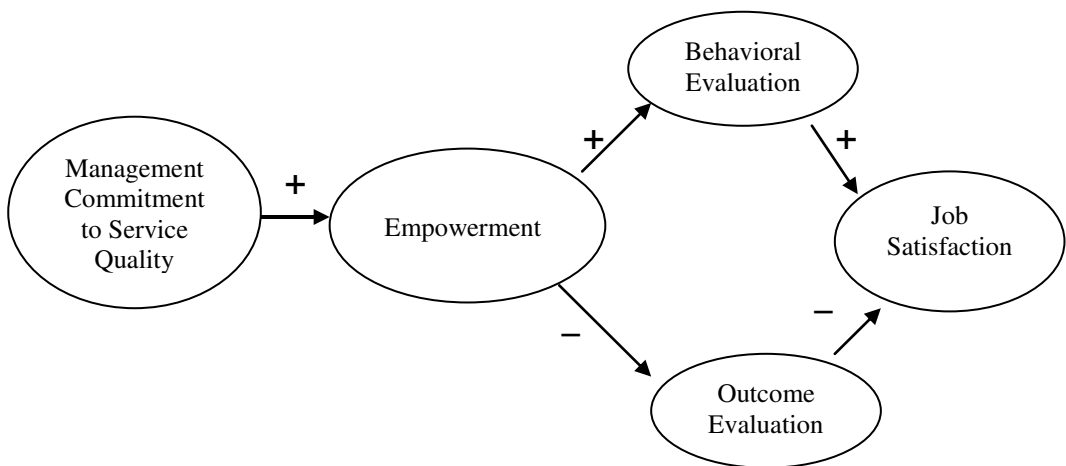 Behavioral
Evaluation
+
+
Management
Commitment
to Service
Quality
+
Empowerment
Job
Satisfaction
–
–
Outcome
Evaluation